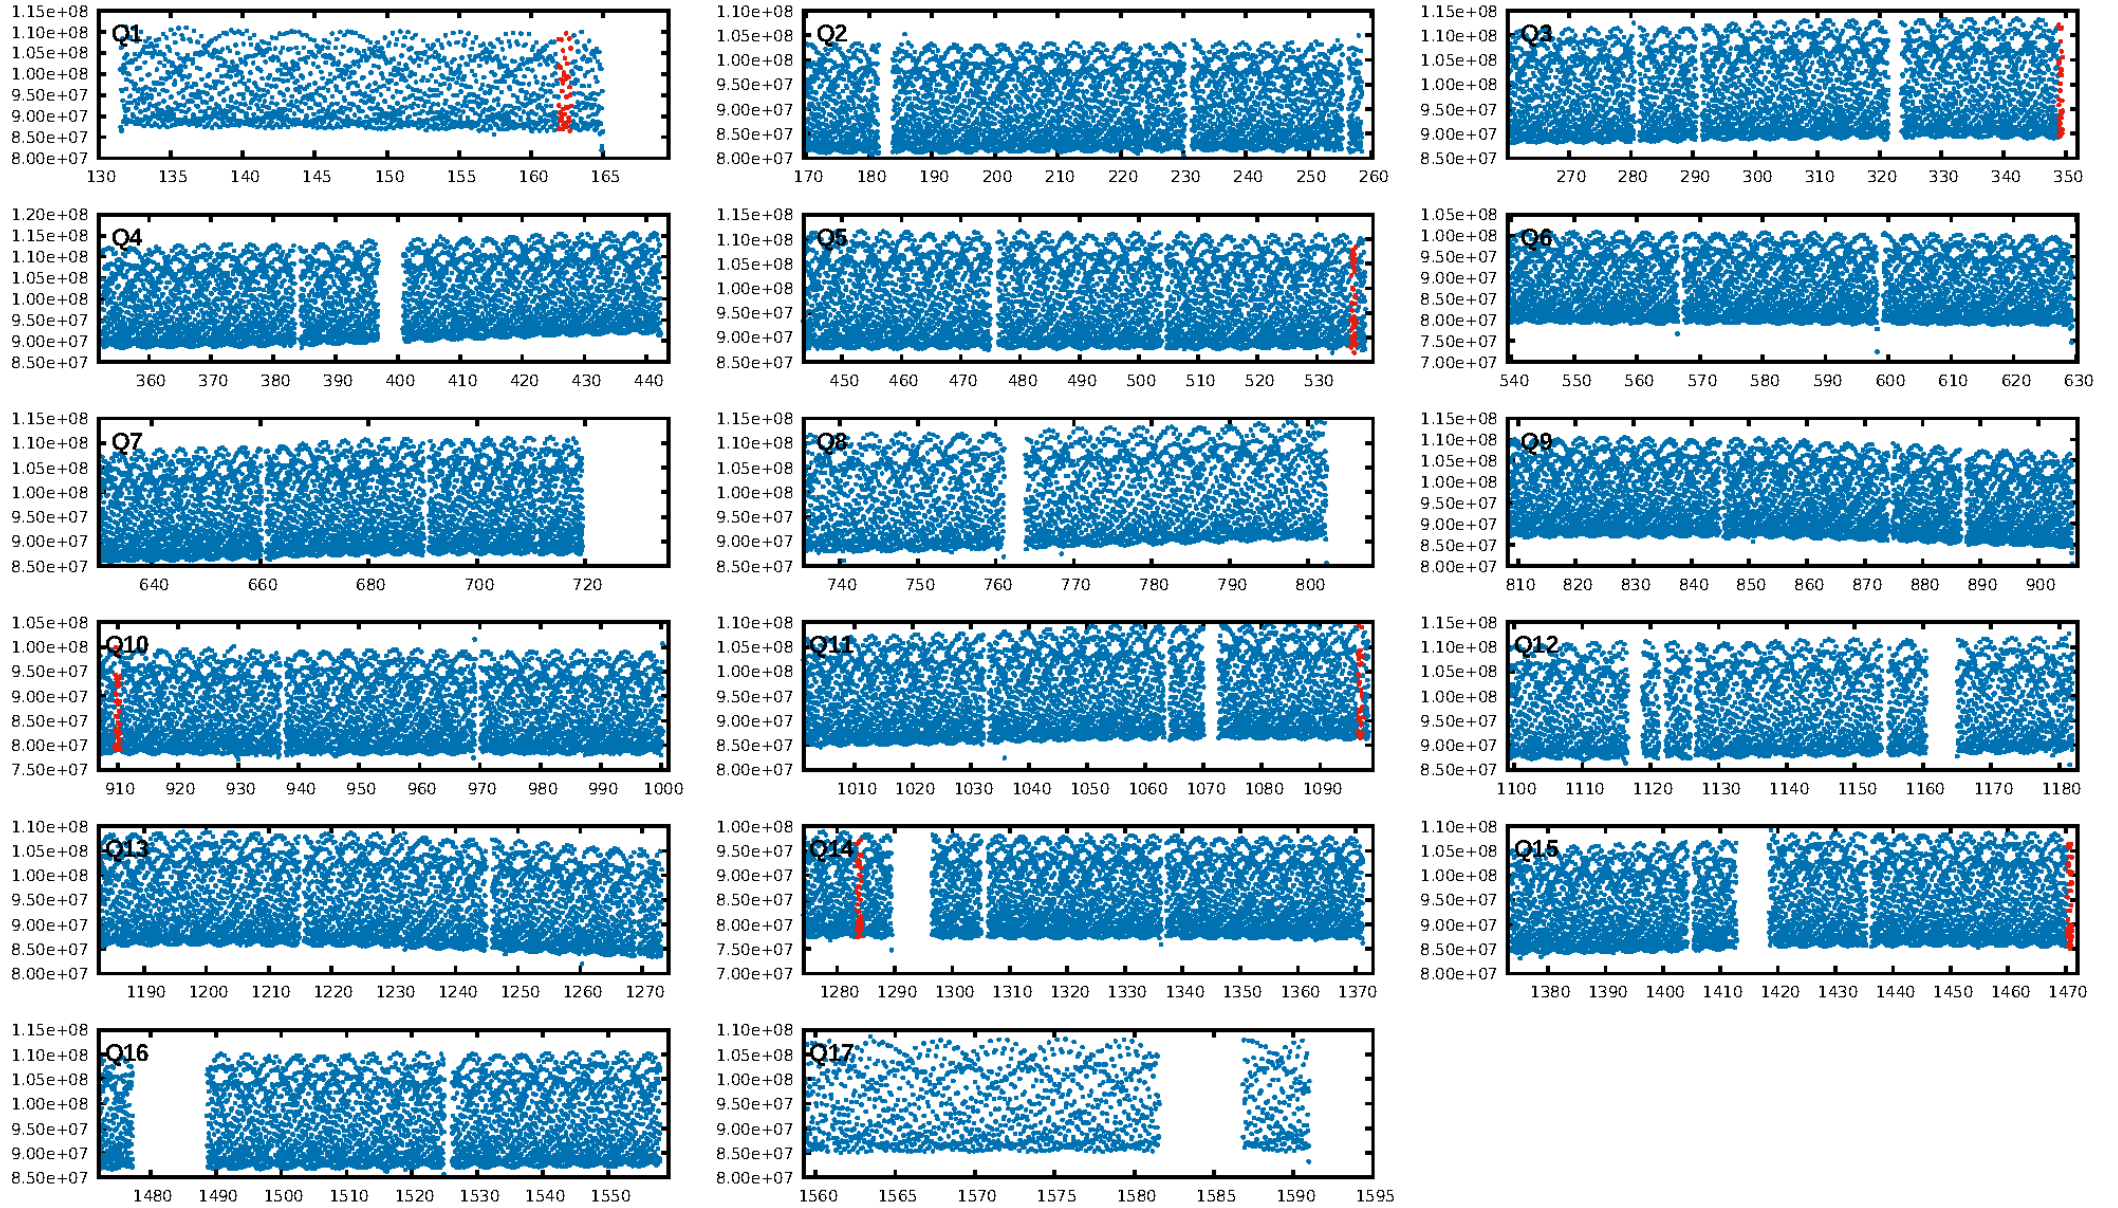 1.15e+08 1.10e+08 1.05e+08 1.00e+08 9.50e+07 9.00e+07 8.50e+07 8.00e+07
Q1
130 135 140 145 150 155 160 165
1.10e+08 1.05e+08 1.00e+08 9.50e+07 9.00e+07 8.50e+07 8.00e+07
Q2
170 180 190 200 210 220 230 240 250 260
1.15e+08 1.10e+08 1.05e+08 1.00e+08 9.50e+07 9.00e+07 8.50e+07
Q3
270 280 290 300 310 320 330 340 350
1.20e+08 1.15e+08 1.10e+08 1.05e+08 1.00e+08 9.50e+07 9.00e+07 8.50e+07
Q4
360 370 380 390 400 410 420 430 440
1.15e+08 1.10e+08 1.05e+08 1.00e+08 9.50e+07 9.00e+07 8.50e+07
Q5
450 460 470 480 490 500 510 520 530
1.05e+08 1.00e+08 9.50e+07 9.00e+07 8.50e+07 8.00e+07 7.50e+07 7.00e+07
Q6
540 550 560 570 580 590 600 610 620 630
1.15e+08 1.10e+08 1.05e+08 1.00e+08 9.50e+07 9.00e+07 8.50e+07
Q7
640 660 680 700 720
1.15e+08 1.10e+08 1.05e+08 1.00e+08 9.50e+07 9.00e+07 8.50e+07
Q8
740 750 760 770 780 790 800
1.15e+08 1.10e+08 1.05e+08 1.00e+08 9.50e+07 9.00e+07 8.50e+07 8.00e+07
Q9
810 820 830 840 850 860 870 880 890 900
1.05e+08 1.00e+08 9.50e+07 9.00e+07 8.50e+07 8.00e+07 7.50e+07
Q10
910 920 930 940 950 960 970 980 990 1000
1.10e+08 1.05e+08 1.00e+08 9.50e+07 9.00e+07 8.50e+07 8.00e+07
Q11
1010 1020 1030 1040 1050 1060 1070 1080 1090
1.15e+08 1.10e+08 1.05e+08 1.00e+08 9.50e+07 9.00e+07 8.50e+07
Q12
1100 1110 1120 1130 1140 1150 1160 1170 1180
1.10e+08 1.05e+08 1.00e+08 9.50e+07 9.00e+07 8.50e+07 8.00e+07
Q13
1190 1200 1210 1220 1230 1240 1250 1260 1270
1.00e+08 9.50e+07 9.00e+07 8.50e+07 8.00e+07 7.50e+07 7.00e+07
Q14
1280 1290 1300 1310 1320 1330 1340 1350 1360 1370
1.10e+08 1.05e+08 1.00e+08 9.50e+07 9.00e+07 8.50e+07 8.00e+07
Q15
1380 1390 1400 1410 1420 1430 1440 1450 1460 1470
1.15e+08 1.10e+08 1.05e+08 1.00e+08 9.50e+07 9.00e+07 8.50e+07
Q16
1480 1490 1500 1510 1520 1530 1540 1550
1.10e+08 1.05e+08 1.00e+08 9.50e+07 9.00e+07 8.50e+07 8.00e+07
Q17
1560 1565 1570 1575 1580 1585 1590 1595